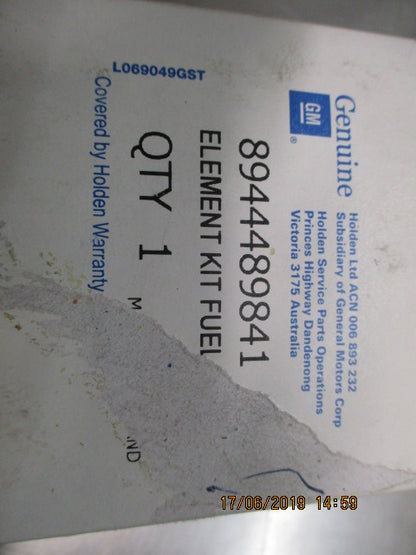 Genuine
GM
®
Holden Ltd ACN 006 893 232
Subsidiary of General Motors Corp
Holden Service Parts Operations
Princes Highway Dandenong
Victoria 3175 Australia
8944489841
ELEMENT KIT FUEL
QTY 1
M
ND
L069049GST
Covered by Holden Warranty
17/06/2019 14:59